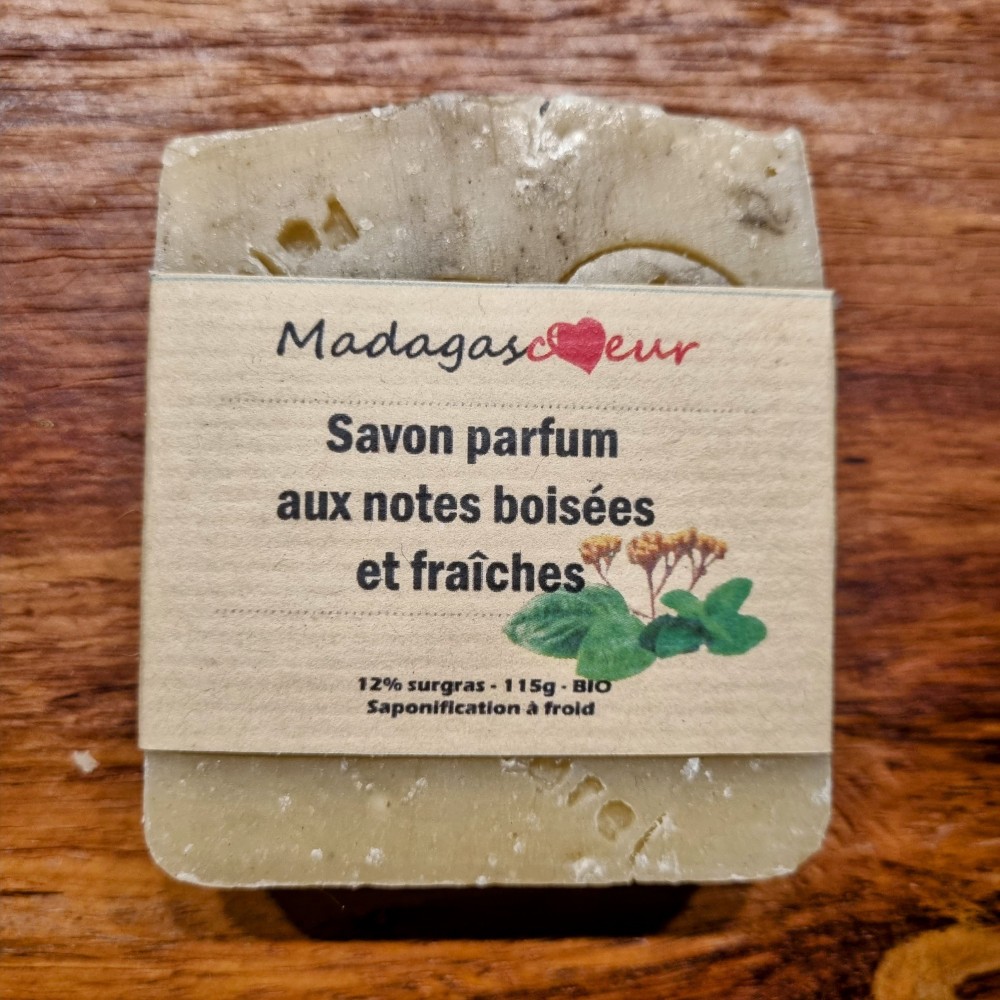 Madagascoeur
Savon parfum
aux notes boisées
et fraîches
12% surgras - 115g - BIO
Saponification à froid